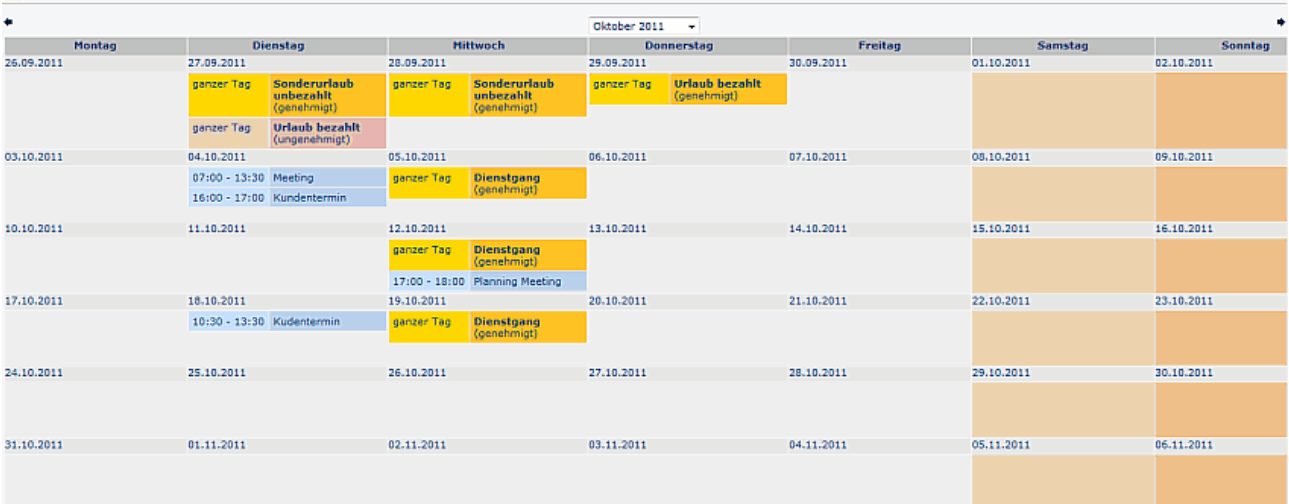 Oktober 2011
Montag Dienstag Mittwoch Donnerstag Freitag Samstag Sonntag
26.09.2011 27.09.2011 28.09.2011 29.09.2011 30.09.2011 01.10.2011 02.10.2011
ganzer Tag Sonderurlaub ganzer Tag Sonderurlaub ganzer Tag Urlaub bezahlt
unbezahlt unbezahlt (genehmigt)
(genehmigt) (genehmigt)
ganzer Tag Urlaub bezahlt
(ungenehmigt)
03.10.2011 04.10.2011 05.10.2011 06.10.2011 07.10.2011 08.10.2011 09.10.2011
07:00 - 13:30 Meeting ganzer Tag Dienstgang
(genehmigt)
16:00 - 17:00 Kundentermin
10.10.2011 11.10.2011 12.10.2011 13.10.2011 14.10.2011 15.10.2011 16.10.2011
ganzer Tag Dienstgang
(genehmigt)
17:00 - 18:00 Planning Meeting
17.10.2011 18.10.2011 19.10.2011 20.10.2011 21.10.2011 22.10.2011 23.10.2011
10:30 - 13:30 Kudentermin ganzer Tag Dienstgang
(genehmigt)
24.10.2011 25.10.2011 26.10.2011 27.10.2011 28.10.2011 29.10.2011 30.10.2011
31.10.2011 01.11.2011 02.11.2011 03.11.2011 04.11.2011 05.11.2011 06.11.2011